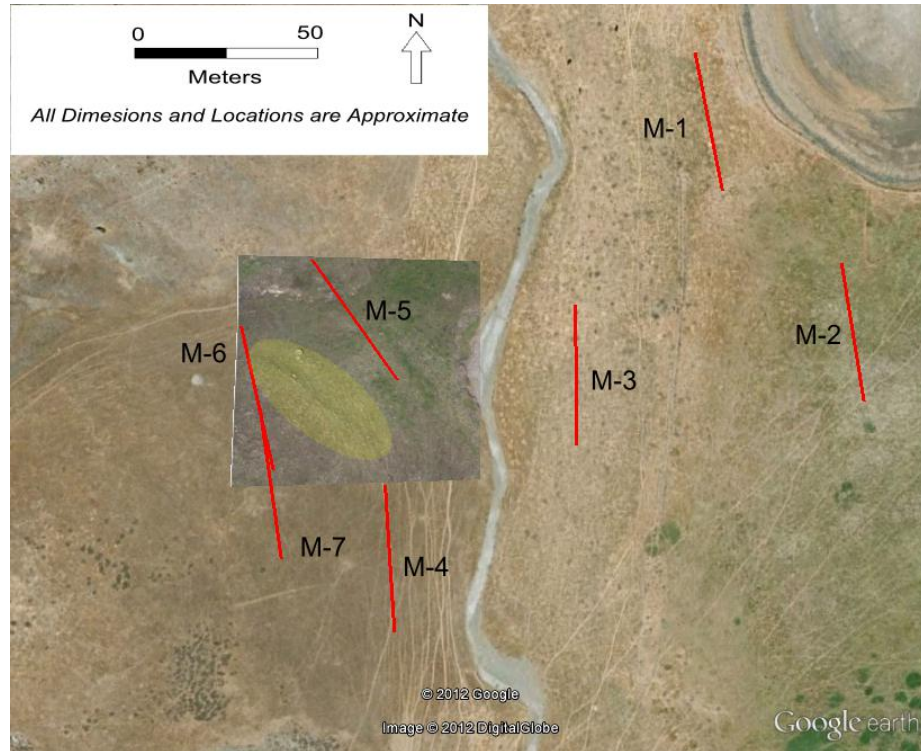 0 50
N
Meters
All Dimesions and Locations are Approximate
M-1
M-2
M-5
M-6
M-3
M-7
M-4
© 2012 Google
Image © 2012 DigitalGlobe
Google earth